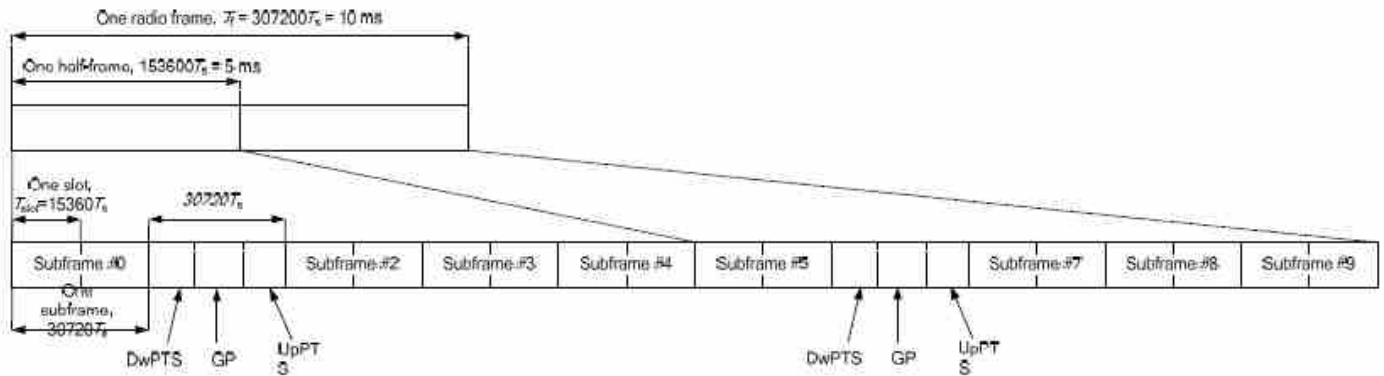 One radio frame, Tf = 307200Ts = 10 ms
One half-frame, 153600Ts = 5 ms
One slot,
Tslot=15360Ts
30720Ts
Subframe #0
Subframe #2
Subframe #3
Subframe #4
Subframe #5
Subframe #7
Subframe #8
Subframe #9
One
subframe,
30720Ts
DwPTS
GP
UpPT
S
DwPTS
GP
UpPT
S